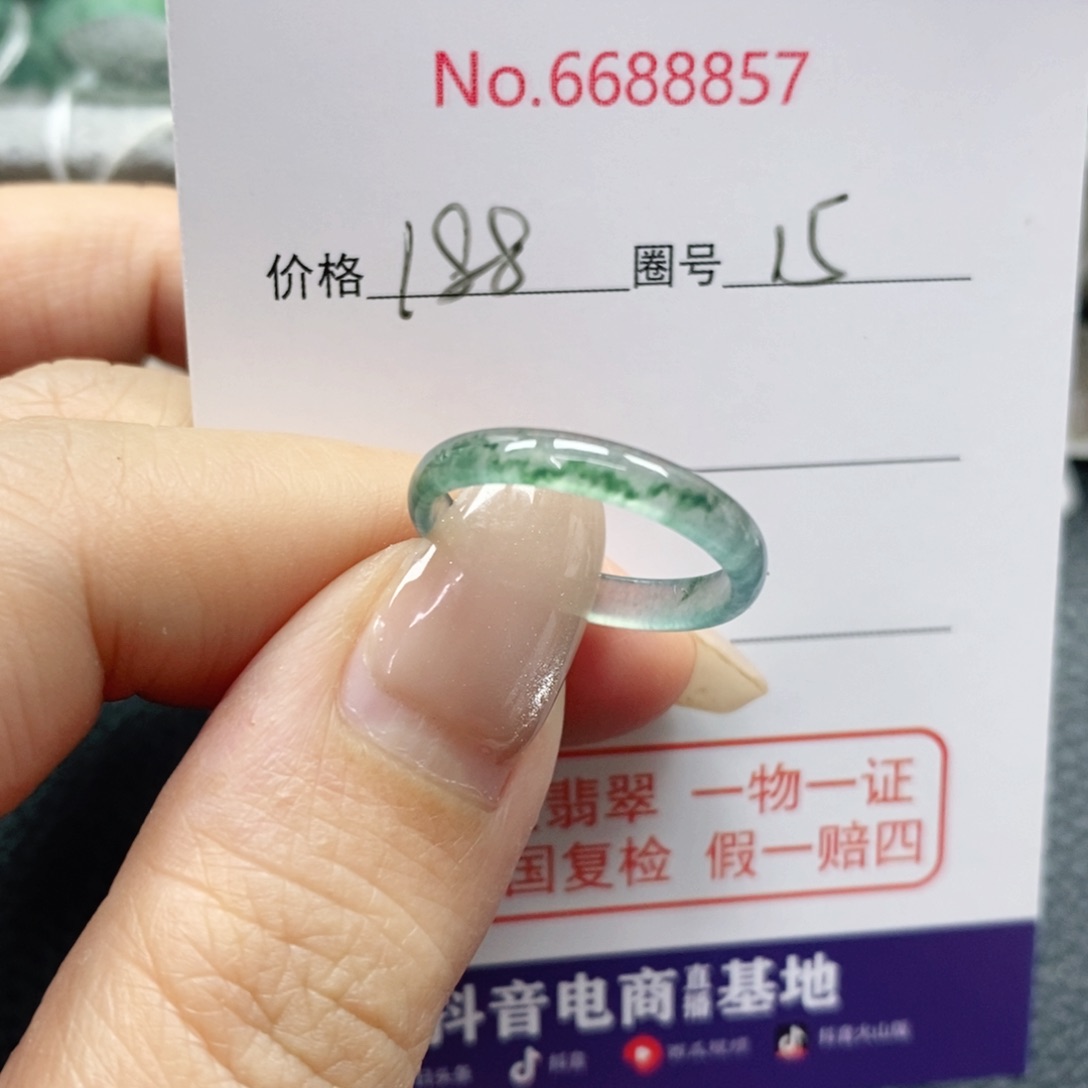 No.6688857
价格 188 圈号 15
翡翠 一物一证
国复检 假一赔四
抖音电商直播基地